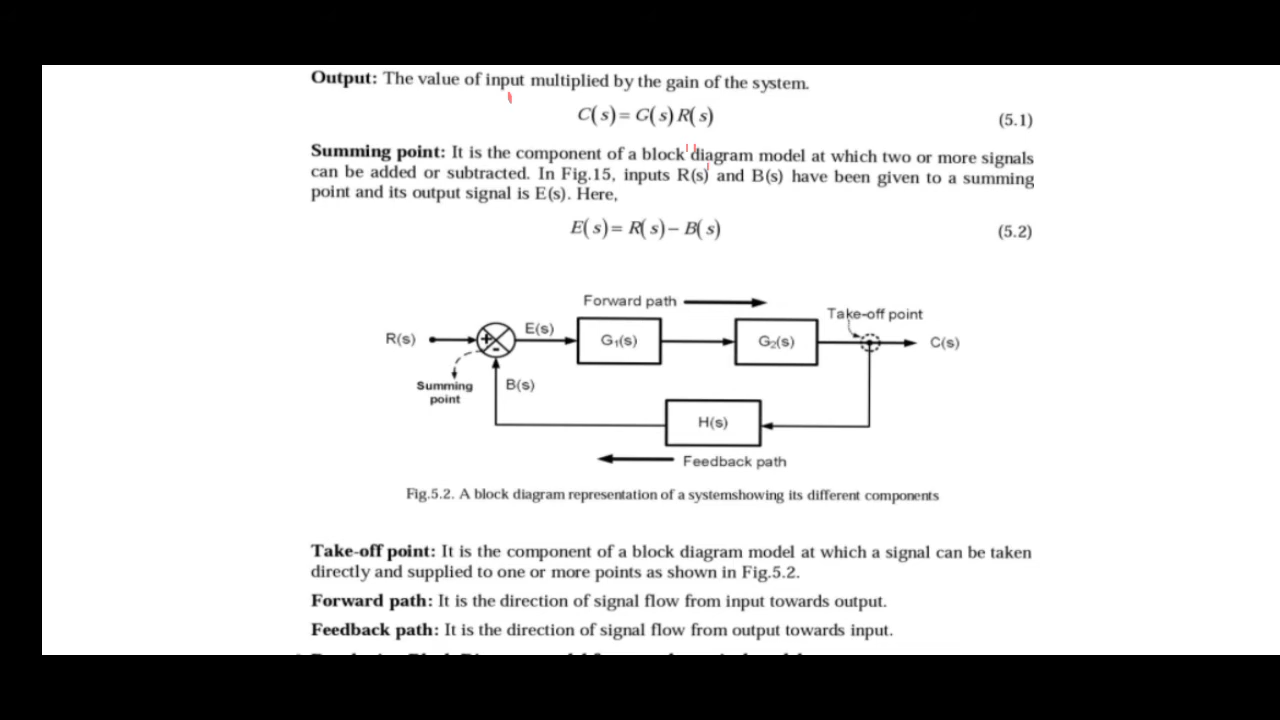 Output: The value of input multiplied by the gain of the system.
C(s)= G(s) R(s) (5.1)
Summing point: It is the component of a block diagram model at which two or more signals
can be added or subtracted. In Fig.15, inputs R(s) and B(s) have been given to a summing
point and its output signal is E(s). Here,
E(s)= R(s)− B(s) (5.2)
Forward path
Take-off point
R(s)
+
-
E(s)
G₁(s)
G₂(s)
C(s)
Summing
point
B(s)
H(s)
Feedback path
Fig.5.2. A block diagram representation of a systemshowing its different components
Take-off point: It is the component of a block diagram model at which a signal can be taken
directly and supplied to one or more points as shown in Fig.5.2.
Forward path: It is the direction of signal flow from input towards output.
Feedback path: It is the direction of signal flow from output towards input.